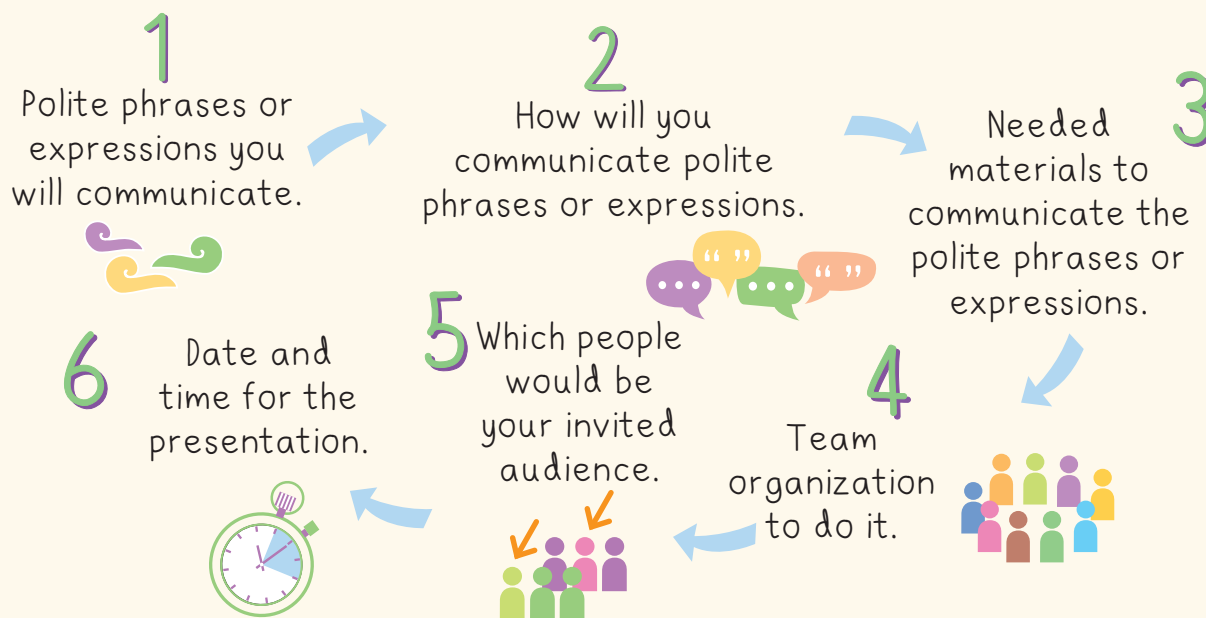 1
Polite phrases or
expressions you
will communicate.
2
How will you
communicate polite
phrases or expressions.
3
Needed
materials to
communicate the
polite phrases or
expressions.
4
Team
organization
to do it.
5
Which people
would be
your invited
audience.
6
Date and
time for the
presentation.